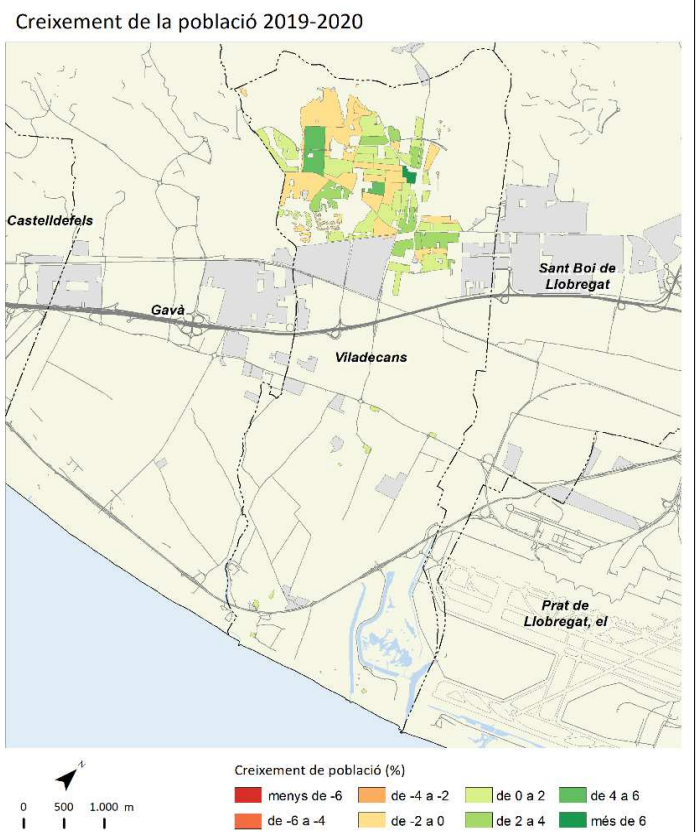 Creixement de la població 2019-2020
Castelldefels
Sant Boi de
Llobregat
Gavà
Viladecans
Prat de
Llobregat, el
N
0 500 1.000 m
Creixement de població (%)
menys de -6
de -4 a -2
de 0 a 2
de 4 a 6
de -6 a -4
de -2 a 0
de 2 a 4
més de 6